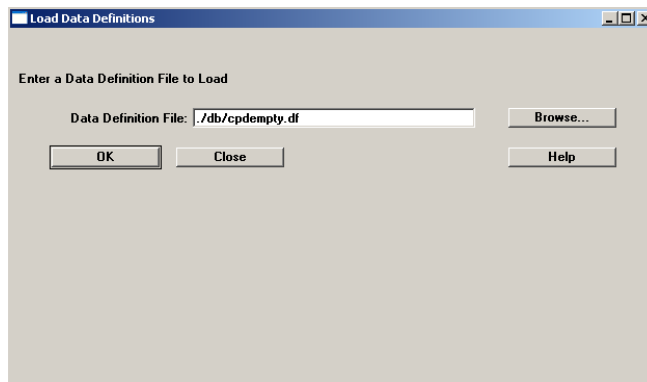 Load Data Definitions
Enter a Data Definition File to Load
Data Definition File: ./db/cpdempty.df Browse...
OK Close Help